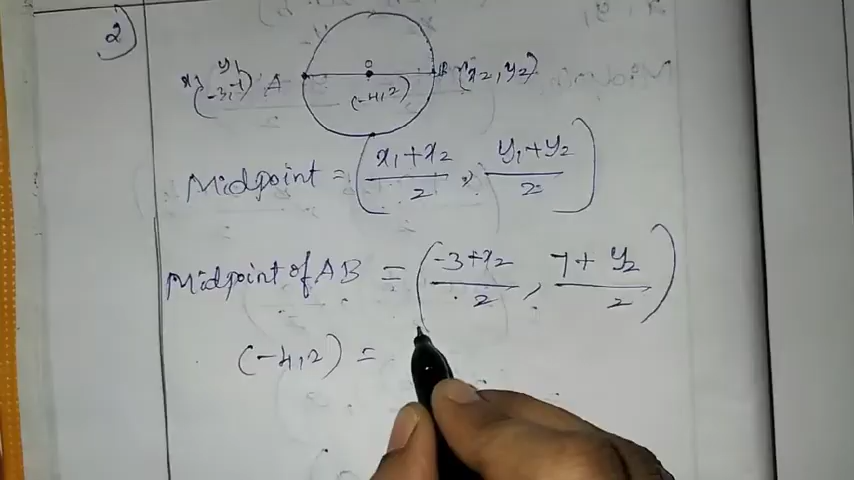 2)
x1 y1
(-3,-1) A
O
(-4,2)
B (x2, y2)
Midpoint = (x1+x2/2, y1+y2/2)
Midpoint of AB = (-3+x2/2, 7+y2/2)
(-4,2) =